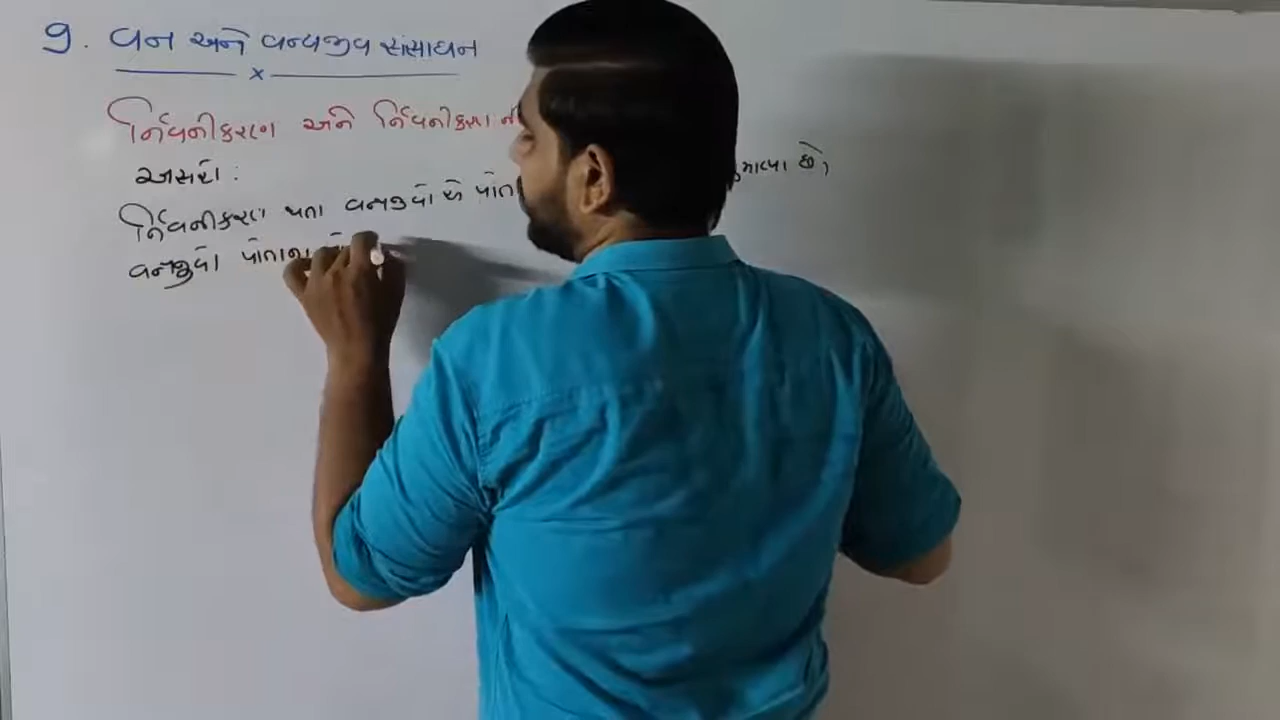 9. વન અને વન્યજીવ સંસાધન
નિર્વનીકરણ અને નિર્વનીકરણ ની
અસરો :
નિર્વનીકરણ થતા વન્યજીવો એ પોતા ગુમાવ્યા છે,
વન્યજીવો પોતાના